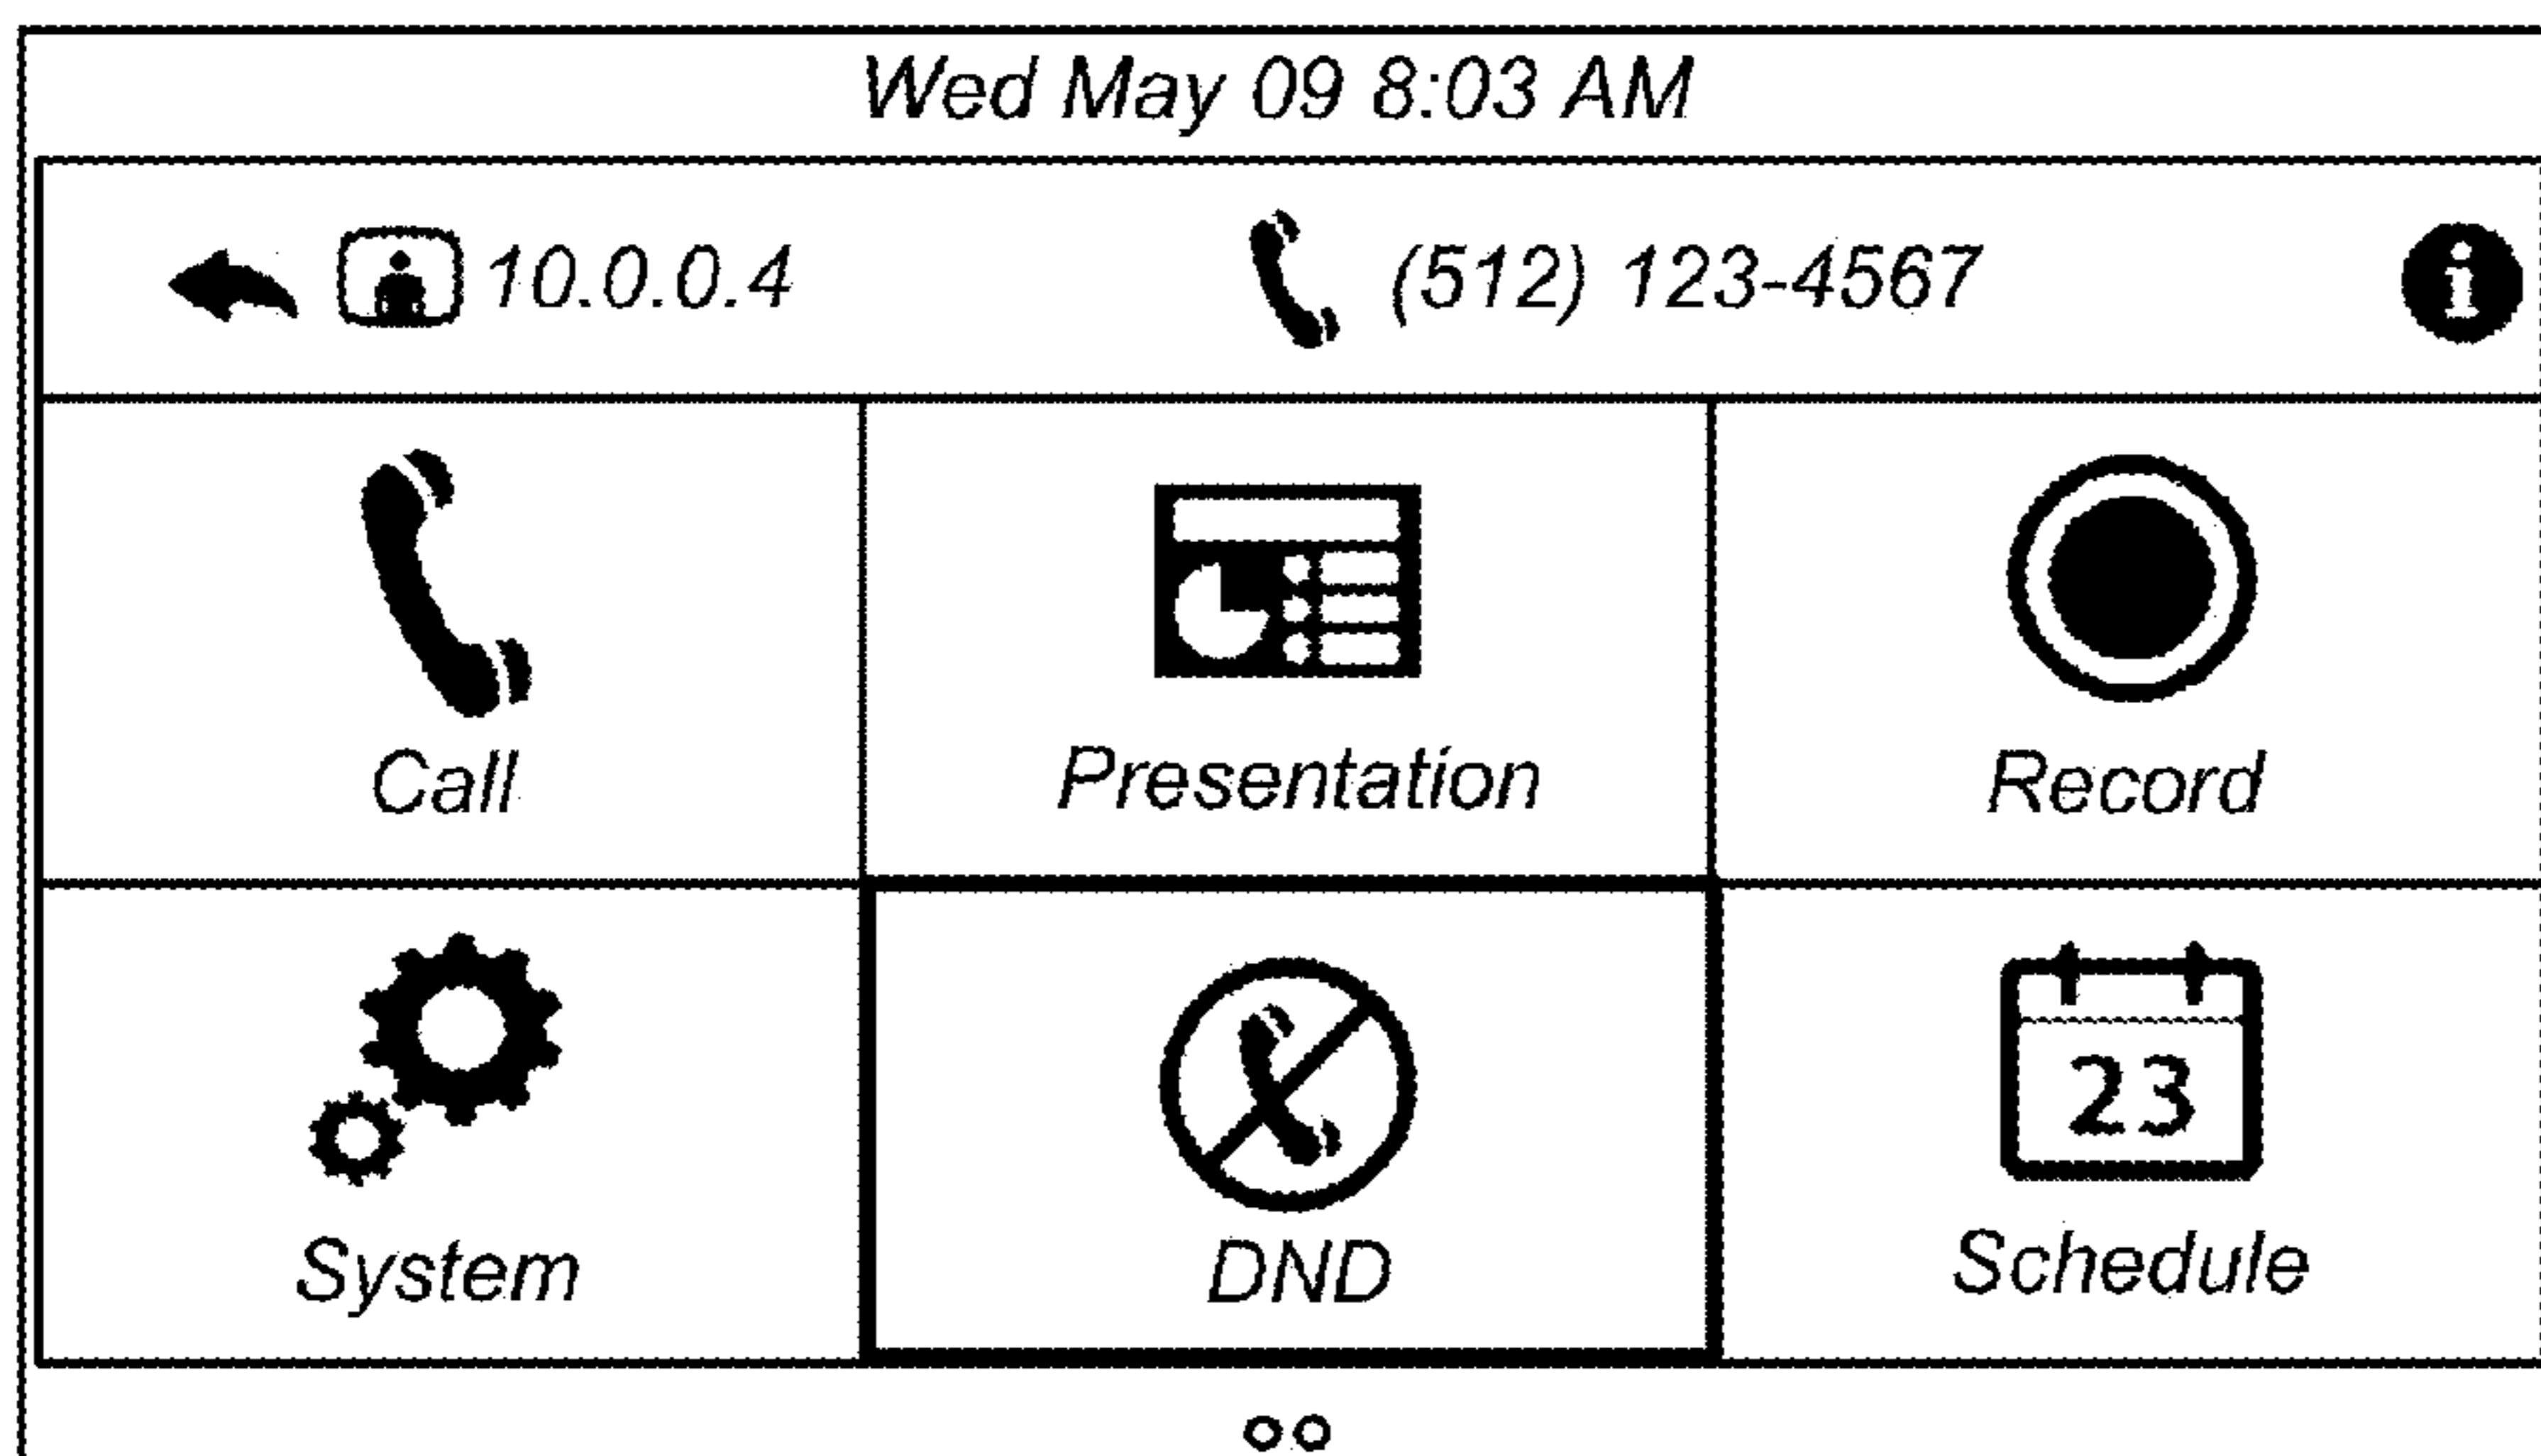 Wed May 09 8:03 AM
10.0.0.4 (512) 123-4567 i
Call Presentation Record
23
System DND Schedule